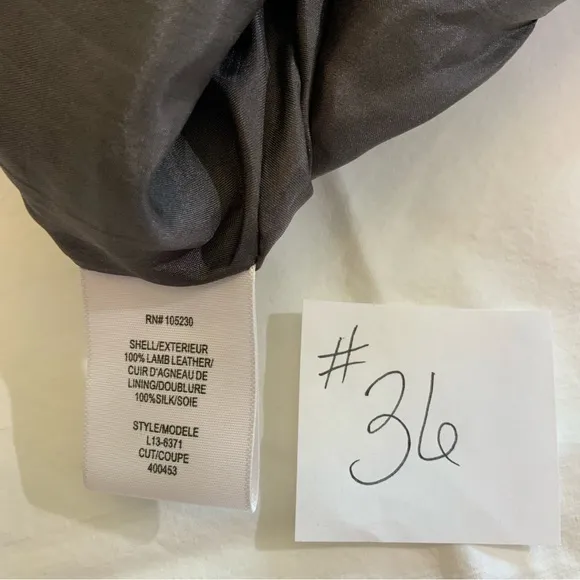 RN# 105230
SHELL/EXTERIEUR
100% LAMB LEATHER/
CUIR D'AGNEAU DE
LINING/DOUBLURE
100%SILK/SOIE
STYLE/MODELE
L13-6371
CUT/COUPE
400453
#36